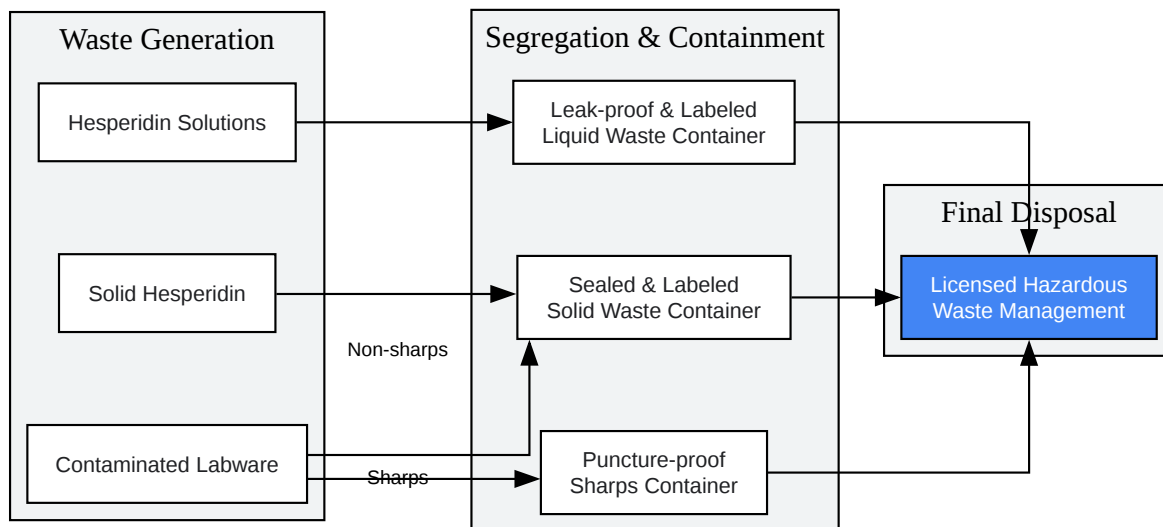 Waste Generation
Hesperidin Solutions
Solid Hesperidin
Contaminated Labware
Non-sharps
Sharps
Segregation & Containment
Leak-proof & Labeled
Liquid Waste Container
Sealed & Labeled
Solid Waste Container
Puncture-proof
Sharps Container
Final Disposal
Licensed Hazardous
Waste Management